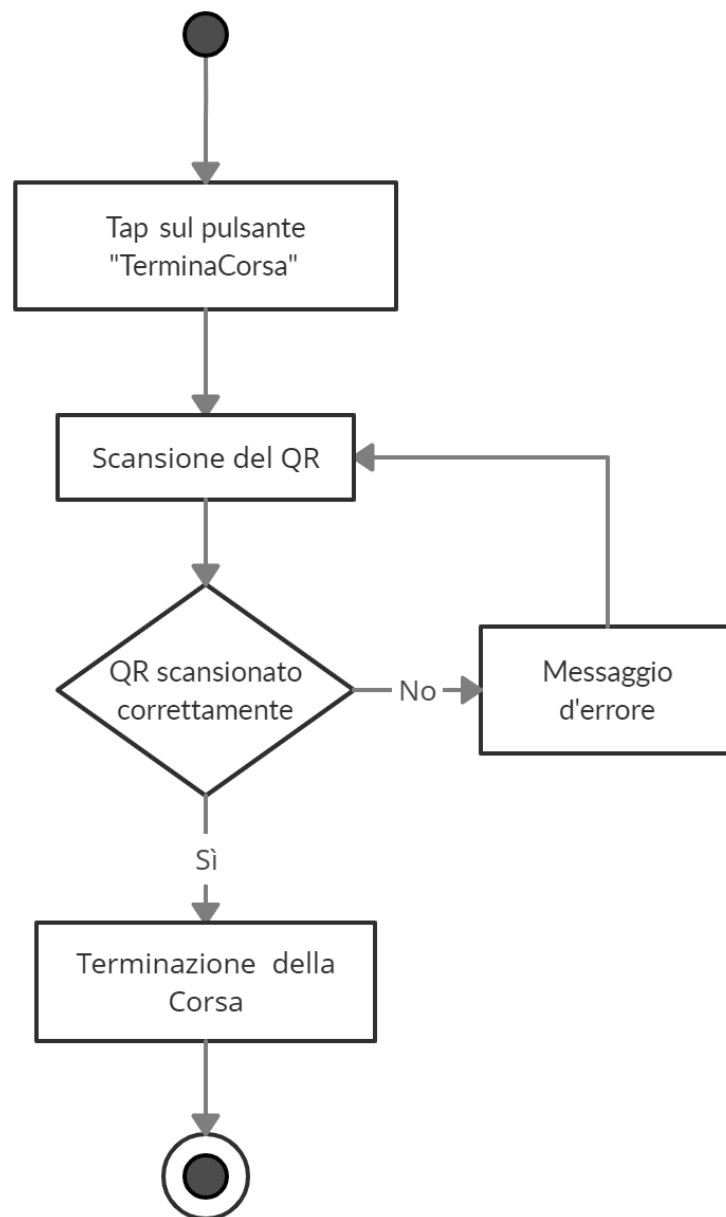 Tap sul pulsante
"TerminaCorsa"
Scansione del QR
QR scansionato
correttamente
No
Messaggio
d'errore
Sì
Terminazione della
Corsa